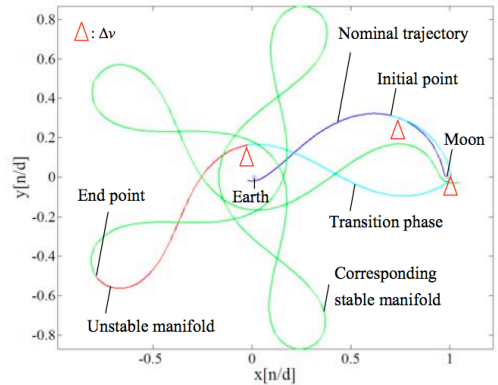 : Δv
Nominal trajectory
Initial point
Moon
Earth
End point
Transition phase
Corresponding
stable manifold
Unstable manifold
y[n/d]
0.8
0.6
0.4
0.2
0
-0.2
-0.4
-0.6
-0.8
-0.5
0
0.5
1
x[n/d]